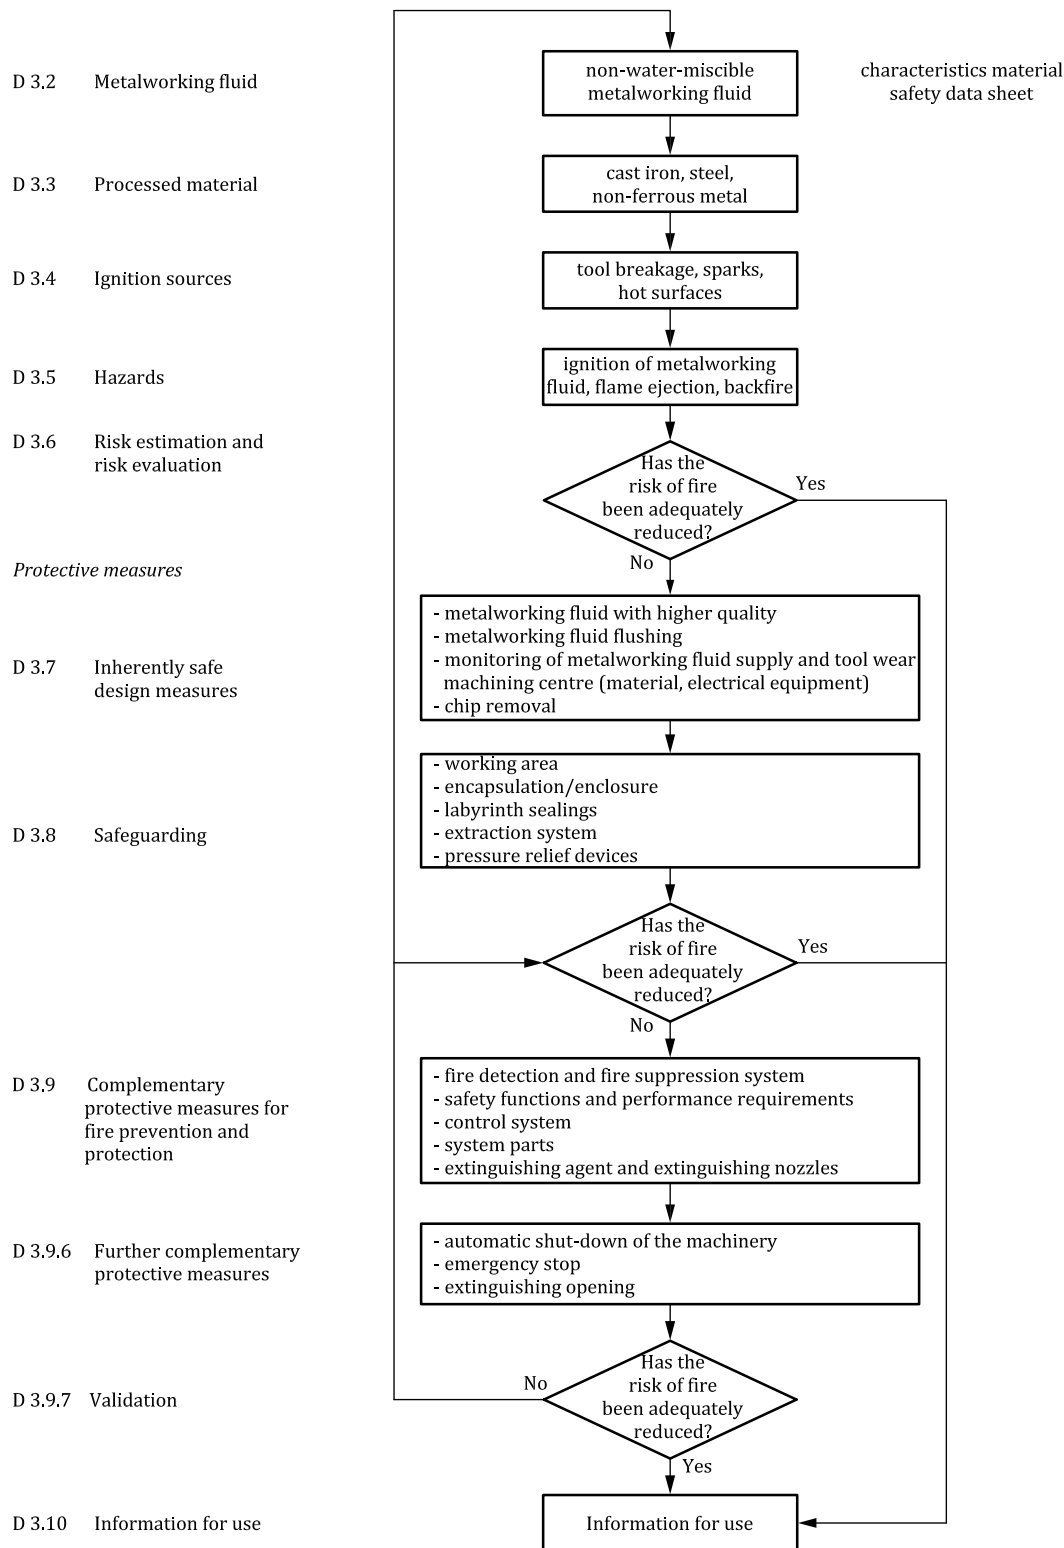 D 3.2 Metalworking fluid
non-water-miscible
metalworking fluid
characteristics material
safety data sheet
D 3.3 Processed material
cast iron, steel,
non-ferrous metal
D 3.4 Ignition sources
tool breakage, sparks,
hot surfaces
D 3.5 Hazards
ignition of metalworking
fluid, flame ejection, backfire
D 3.6 Risk estimation and
risk evaluation
Has the
risk of fire
been adequately
reduced?
Yes
No
Protective measures
D 3.7 Inherently safe
design measures
- metalworking fluid with higher quality
- metalworking fluid flushing
- monitoring of metalworking fluid supply and tool wear
machining centre (material, electrical equipment)
- chip removal
D 3.8 Safeguarding
- working area
- encapsulation/enclosure
- labyrinth sealings
- extraction system
- pressure relief devices
Has the
risk of fire
been adequately
reduced?
Yes
No
D 3.9 Complementary
protective measures for
fire prevention and
protection
- fire detection and fire suppression system
- safety functions and performance requirements
- control system
- system parts
- extinguishing agent and extinguishing nozzles
D 3.9.6 Further complementary
protective measures
- automatic shut-down of the machinery
- emergency stop
- extinguishing opening
D 3.9.7 Validation
Has the
risk of fire
been adequately
reduced?
No
Yes
D 3.10 Information for use
Information for use